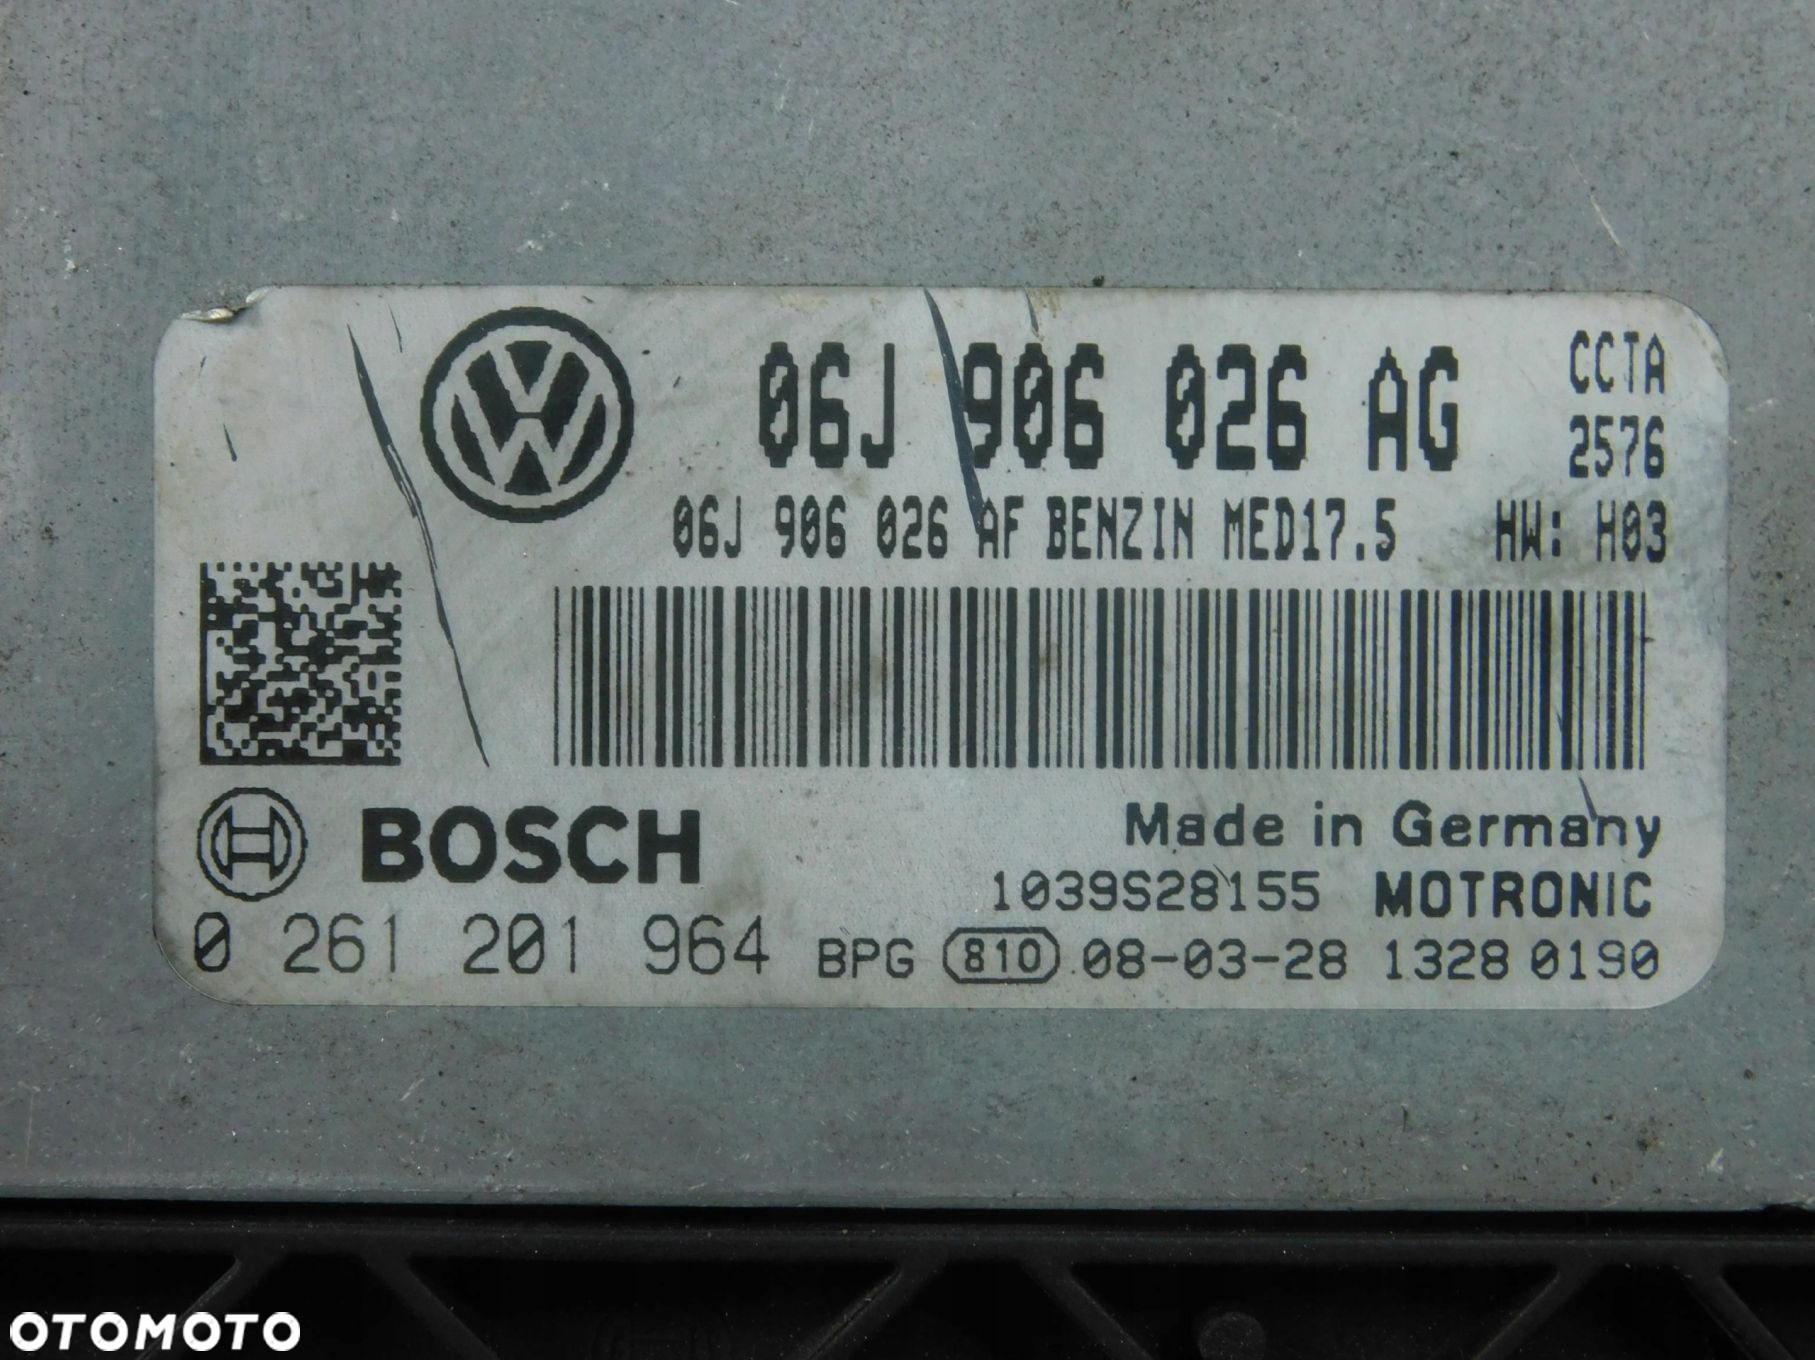 06J 906 026 AG
CCTA
2576
06J 906 026 AF BENZIN MED17.5 HW: H03
BOSCH
Made in Germany
1039S28155 MOTRONIC
0 261 201 964 BPG 810 08-03-28 1328 0190
OTOMOTO